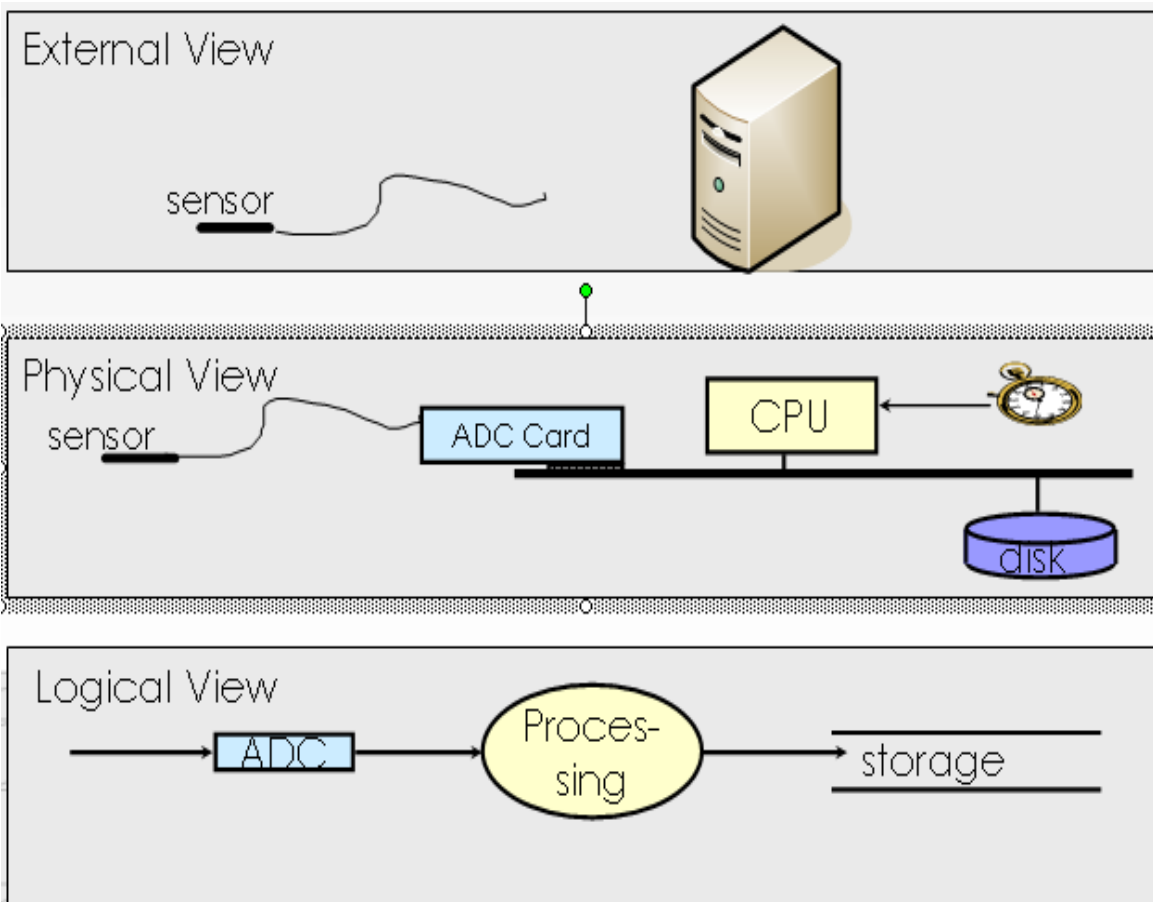 External View
sensor
Physical View
sensor
ADC Card
CPU
disk
Logical View
ADC
Proces-
sing
storage